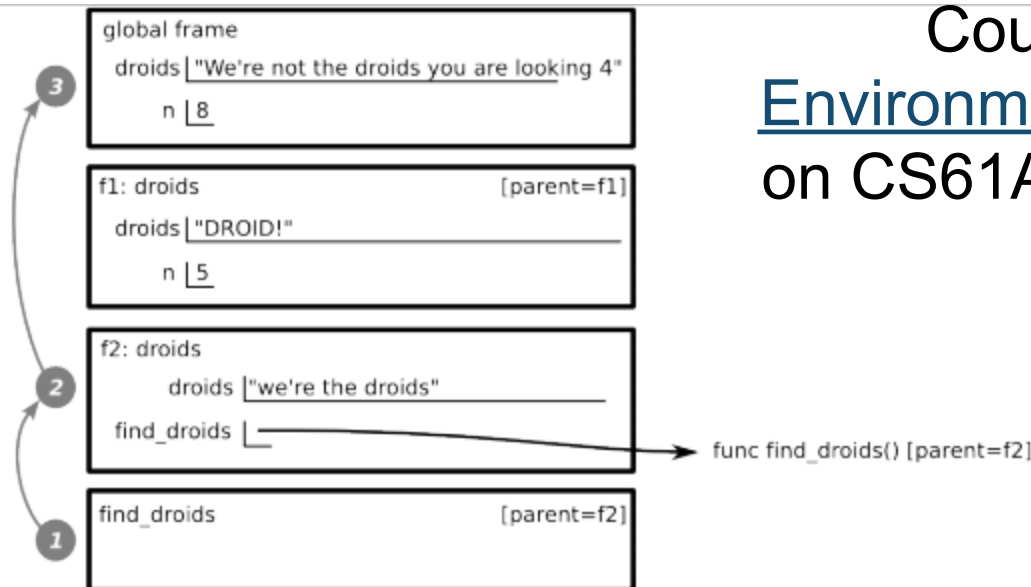 global frame
droids "We're not the droids you are looking 4"
n 8
3
f1: droids [parent=f1]
droids "DROID!"
n 5
f2: droids
droids "we're the droids"
2
find_droids
func find_droids() [parent=f2]
find_droids [parent=f2]
1
Cou
Environm
on CS61A